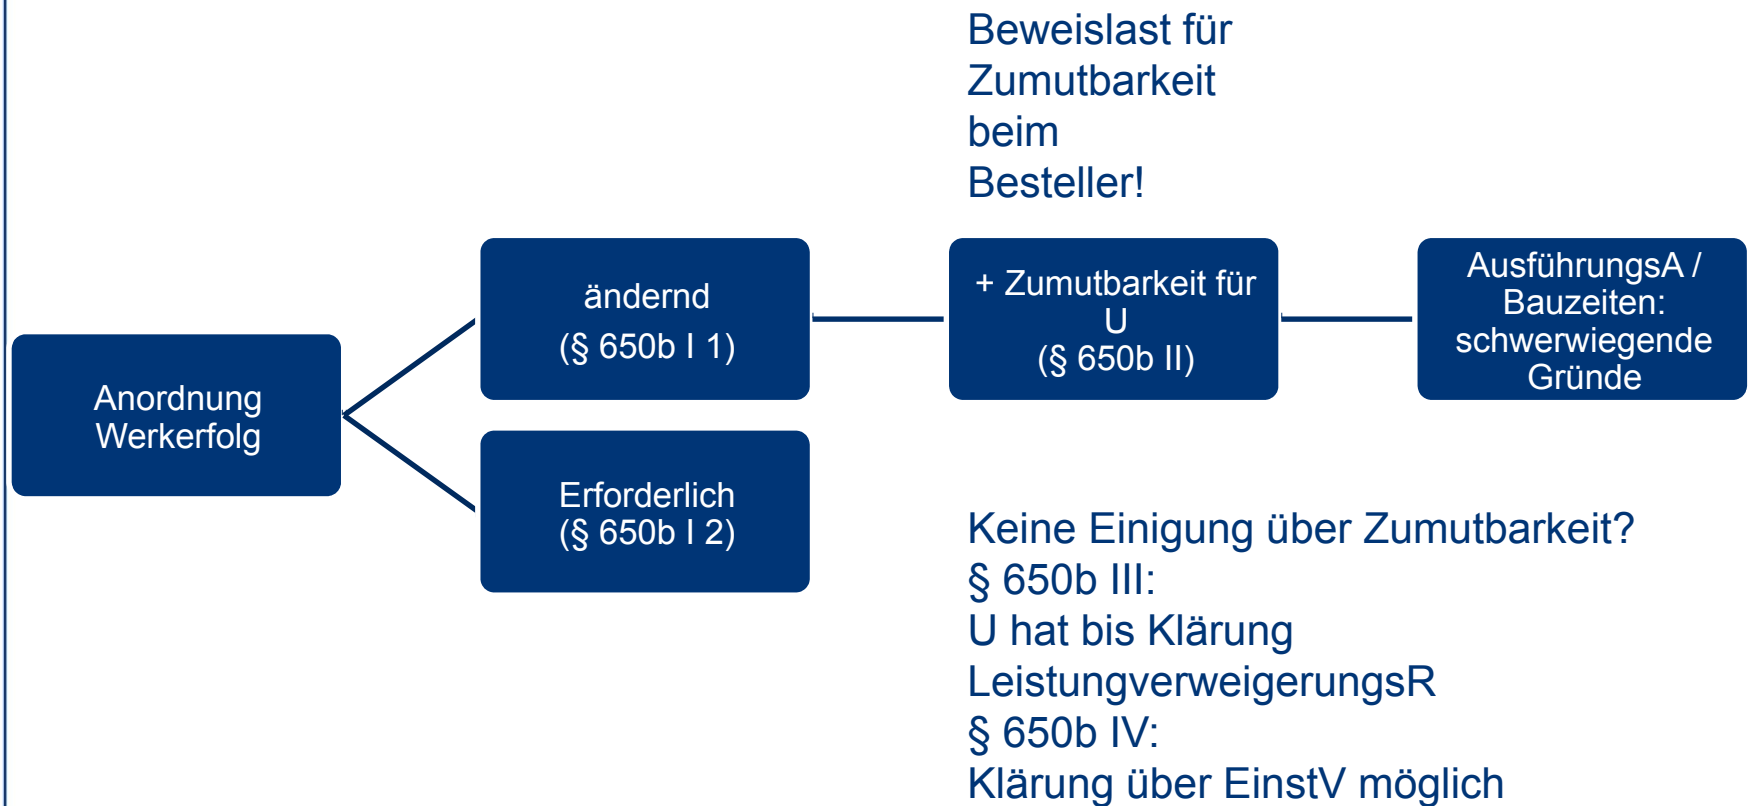 Beweislast für
Zumutbarkeit
beim
Besteller!
Anordnung
Werkerfolg
ändernd
(§ 650b I 1)
Erforderlich
(§ 650b I 2)
+ Zumutbarkeit für
U
(§ 650b II)
AusführungsA /
Bauzeiten:
schwerwiegende
Gründe
Keine Einigung über Zumutbarkeit?
§ 650b III:
U hat bis Klärung
LeistungverweigerungsR
§ 650b IV:
Klärung über EinstV möglich